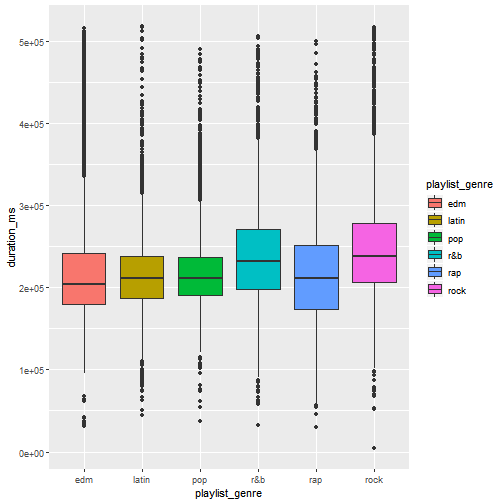 5e+05
4e+05
3e+05
2e+05
1e+05
0e+00
duration_ms
edm latin pop r&b rap rock
playlist_genre
playlist_genre
edm
latin
pop
r&b
rap
rock